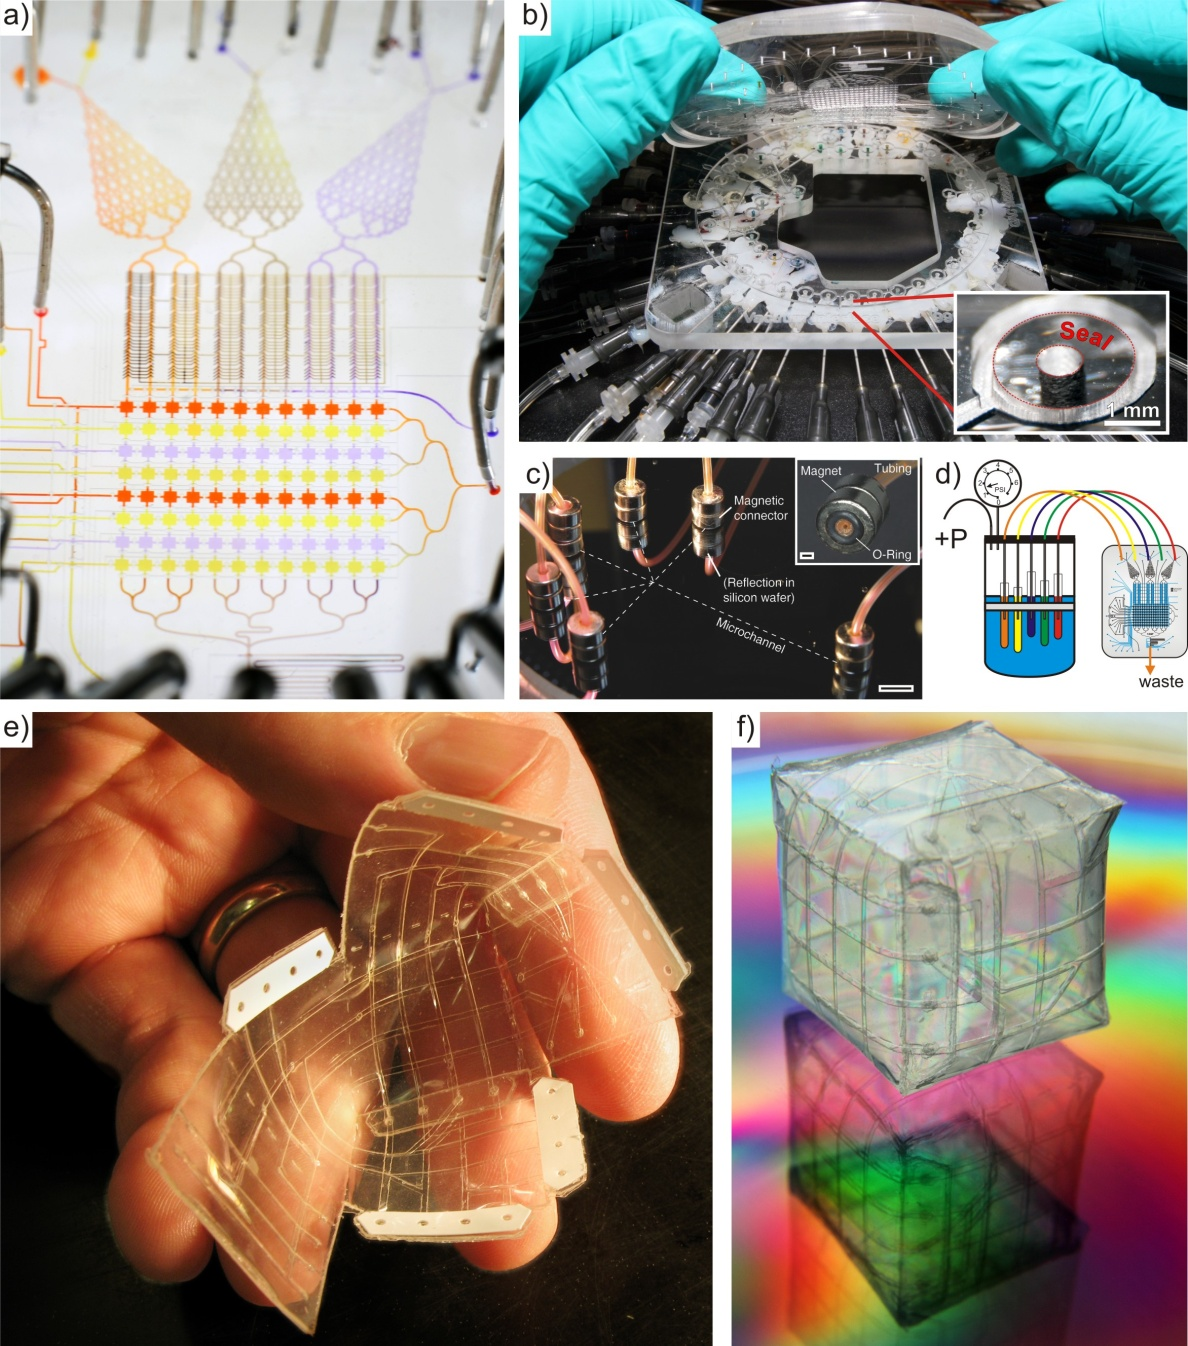 a)
b)
Seal
1 mm
c)
Magnet
Tubing
Magnetic
connector
O-Ring
(Reflection in
silicon wafer)
Microchannel
d)
PSI
+P
waste
e)
f)